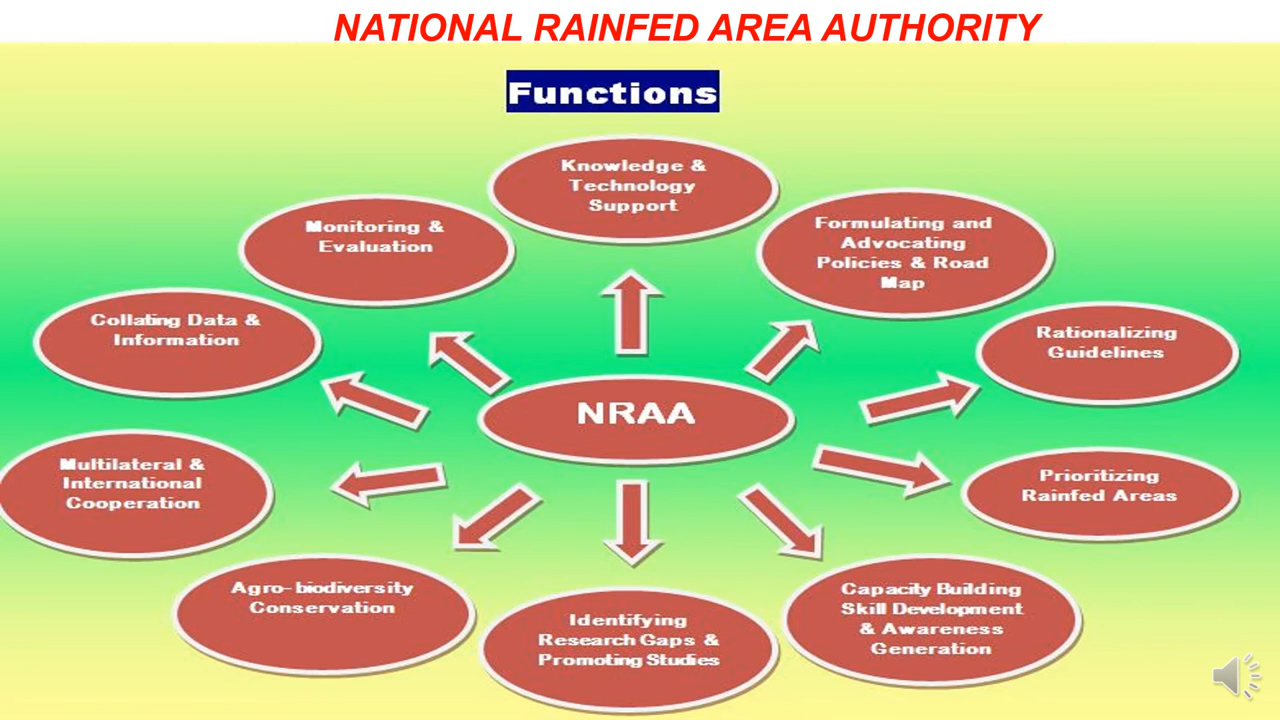 NATIONAL RAINFED AREA AUTHORITY
Functions
Knowledge &
Technology
Support
Formulating and
Advocating
Policies & Road
Map
Rationalizing
Guidelines
Prioritizing
Rainfed Areas
Capacity Building
Skill Development
& Awareness
Generation
Identifying
Research Gaps &
Promoting Studies
Agro-biodiversity
Conservation
Multilateral &
International
Cooperation
Collating Data &
Information
Monitoring &
Evaluation
NRAA